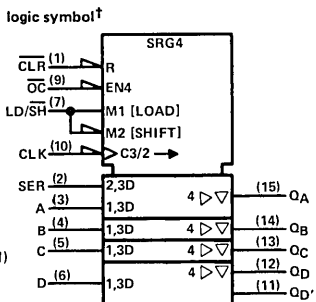 logic symbol†
SRG4
CLR (1) R
OC (9) EN4
LD/SH (7) M1 [LOAD]
M2 [SHIFT]
CLK (10) C3/2
SER (2) 2,3D 4 (15) QA
A (3) 1,3D
B (4) 1,3D 4 (14) QB
C (5) 1,3D 4 (13) QC
D (6) 1,3D 4 (12) QD
(11) QD'